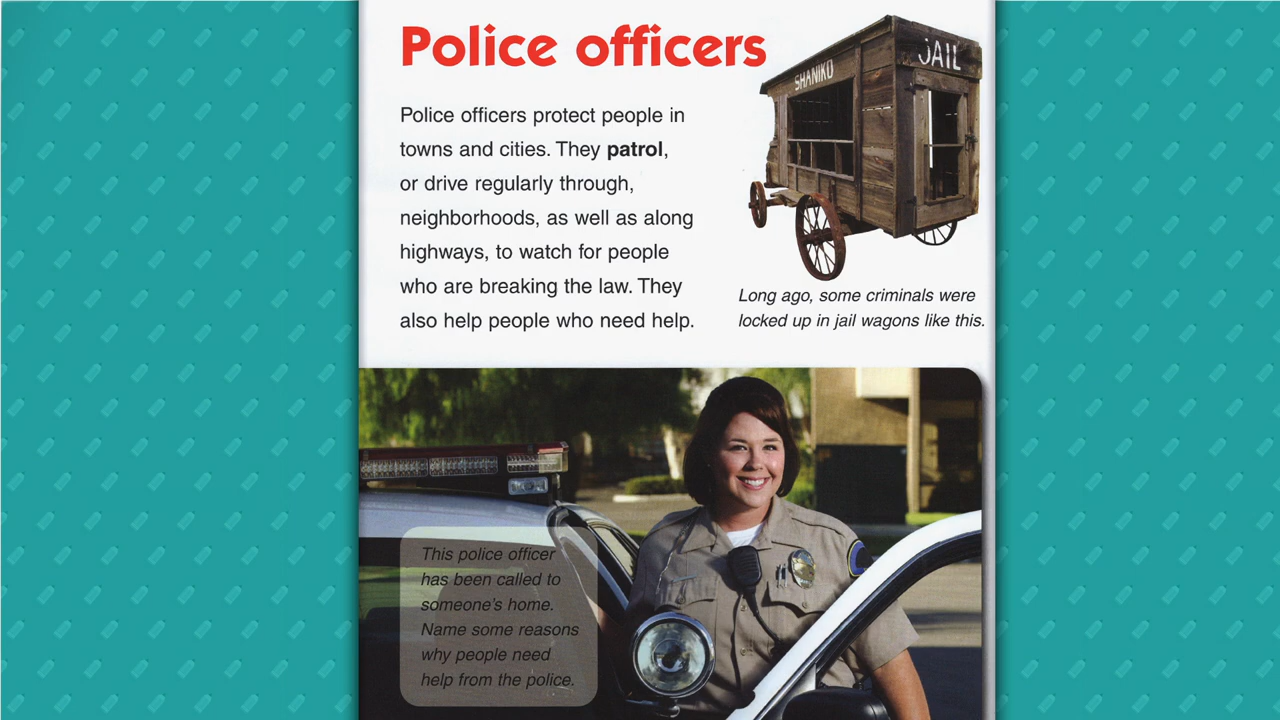 Police officers
Police officers protect people in
towns and cities. They patrol,
or drive regularly through,
neighborhoods, as well as along
highways, to watch for people
who are breaking the law. They
also help people who need help.
SHANIKO
JAIL
Long ago, some criminals were
locked up in jail wagons like this.
This police officer
has been called to
someone's home.
Name some reasons
why people need
help from the police.